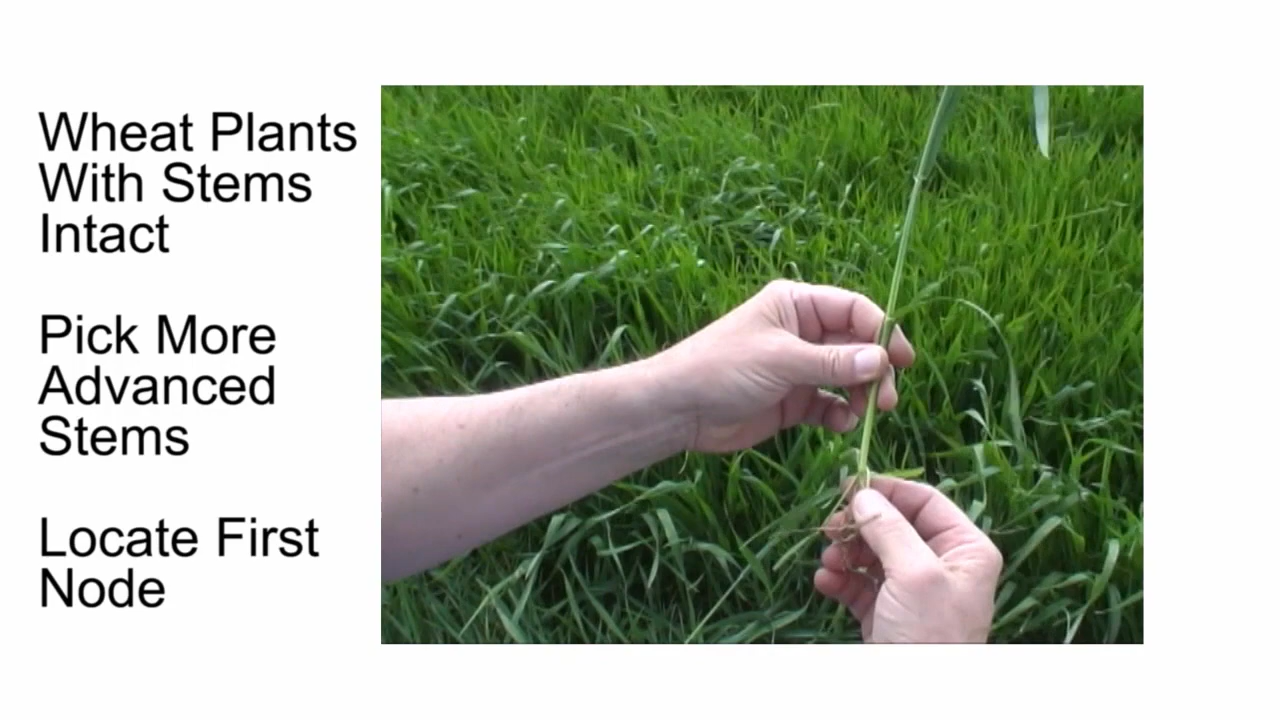 Wheat Plants
With Stems
Intact
Pick More
Advanced
Stems
Locate First
Node